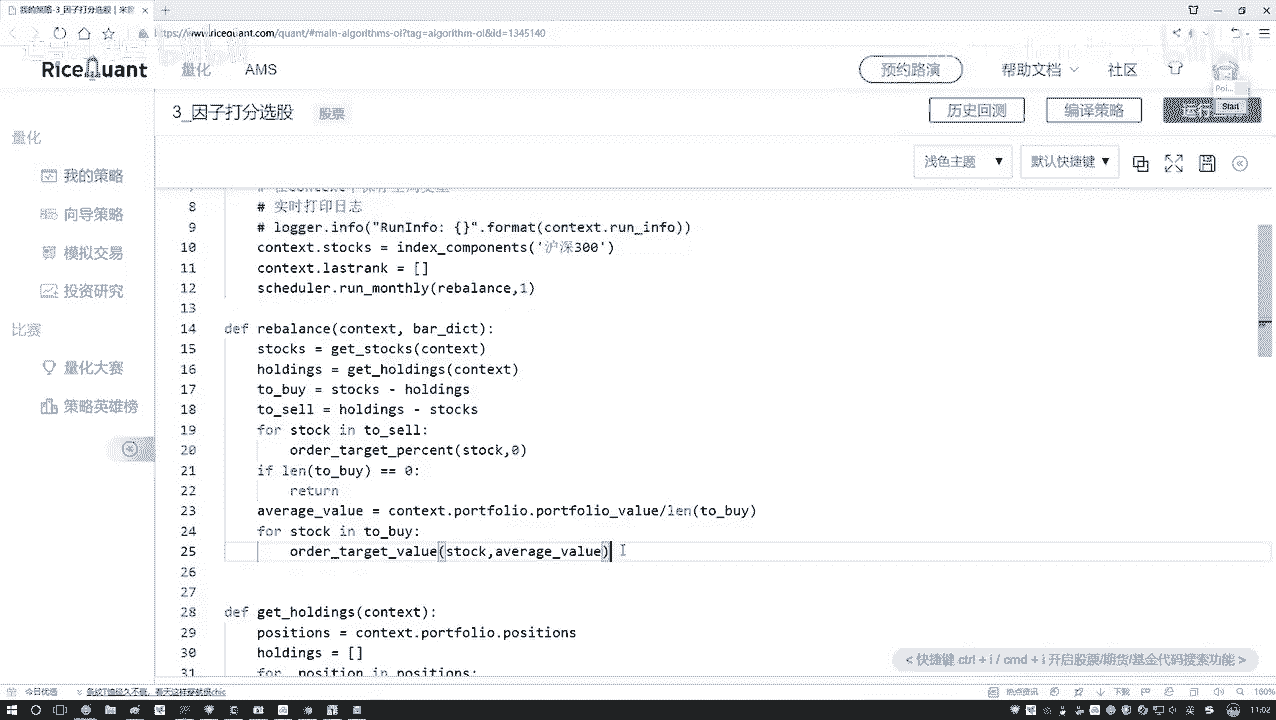 我的策略-3_因子打分选股
https://www.ricequant.com/quant/#main-algorithms-ol?tag=algorithm-ol&id=1345140
RiceQuant 量化 AMS 预约路演 帮助文档 社区
Start
3_因子打分选股 股票 历史回测 编译策略
量化
浅色主题 ▼ 默认快捷键 ▼
我的策略
向导策略
模拟交易
投资研究
比赛
量化大赛
策略英雄榜
8 # 实时打印日志
9 # logger.info("RunInfo: {}".format(context.run_info))
10 context.stocks = index_components('沪深300')
11 context.lastrank = []
12 scheduler.run_monthly(rebalance,1)
13
14 def rebalance(context, bar_dict):
15 stocks = get_stocks(context)
16 holdings = get_holdings(context)
17 to_buy = stocks - holdings
18 to_sell = holdings - stocks
19 for stock in to_sell:
20 order_target_percent(stock,0)
21 if len(to_buy) == 0:
22 return
23 average_value = context.portfolio.portfolio_value/len(to_buy)
24 for stock in to_buy:
25 order_target_value(stock,average_value)
26
27
28 def get_holdings(context):
29 positions = context.portfolio.positions
30 holdings = []
31 for position in positions:
< 快捷键 ctrl + i / cmd + i 开启股票/期货/基金代码搜索功能 >
今日优选
热点资讯 下载 160%
11:02